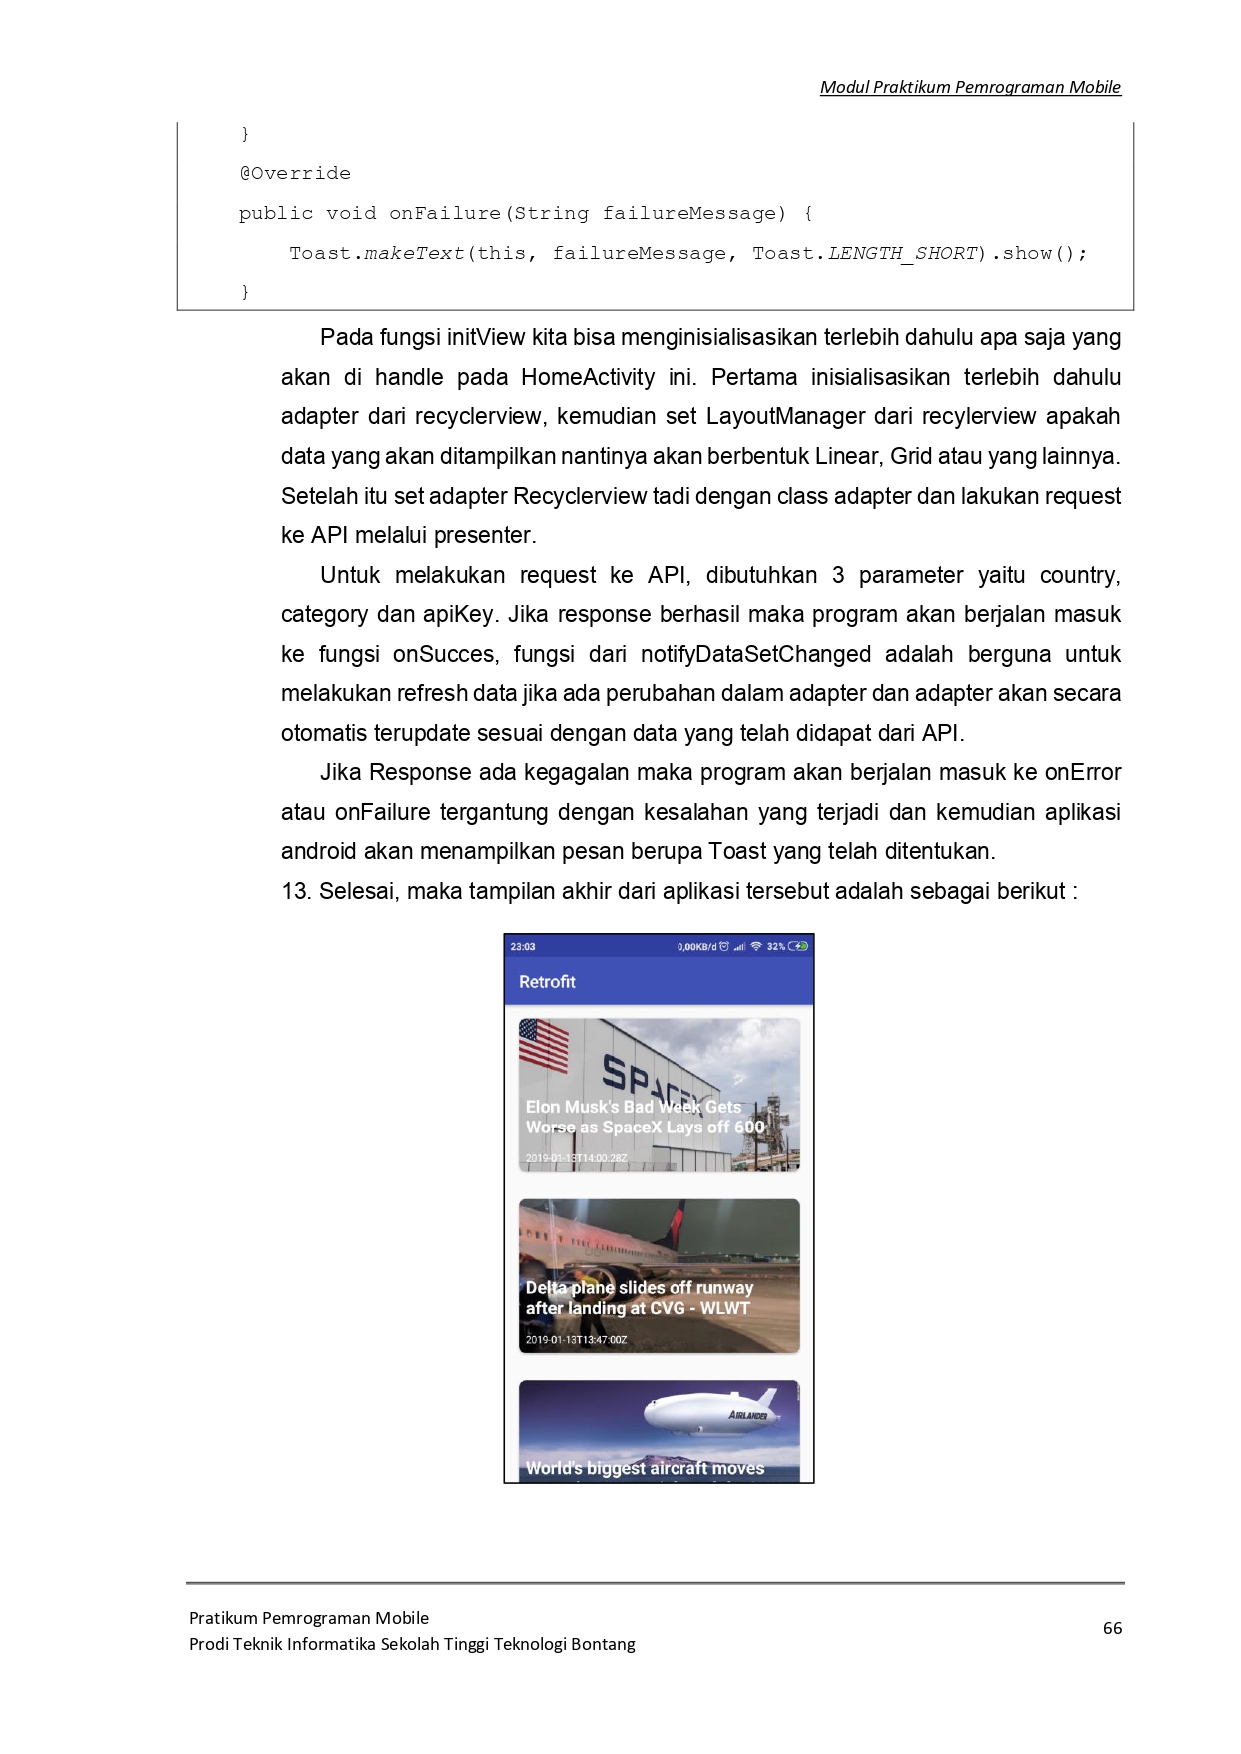 Modul Praktikum Pemrograman Mobile
}
@Override
public void onFailure(String failureMessage) {
Toast.makeText(this, failureMessage, Toast.LENGTH_SHORT).show();
}
Pada fungsi initView kita bisa menginisialisasikan terlebih dahulu apa saja yang
akan di handle pada HomeActivity ini. Pertama inisialisasikan terlebih dahulu
adapter dari recyclerview, kemudian set LayoutManager dari recylerview apakah
data yang akan ditampilkan nantinya akan berbentuk Linear, Grid atau yang lainnya.
Setelah itu set adapter Recyclerview tadi dengan class adapter dan lakukan request
ke API melalui presenter.
Untuk melakukan request ke API, dibutuhkan 3 parameter yaitu country,
category dan apiKey. Jika response berhasil maka program akan berjalan masuk
ke fungsi onSucces, fungsi dari notifyDataSetChanged adalah berguna untuk
melakukan refresh data jika ada perubahan dalam adapter dan adapter akan secara
otomatis terupdate sesuai dengan data yang telah didapat dari API.
Jika Response ada kegagalan maka program akan berjalan masuk ke onError
atau onFailure tergantung dengan kesalahan yang terjadi dan kemudian aplikasi
android akan menampilkan pesan berupa Toast yang telah ditentukan.
13. Selesai, maka tampilan akhir dari aplikasi tersebut adalah sebagai berikut :
23:03 0,00KB/d 32%
Retrofit
SPACEX
Elon Musk's Bad Week Gets
Worse as SpaceX Lays off 600
2019-01-13T14:00:28Z
Delta plane slides off runway
after landing at CVG - WLWT
2019-01-13T13:47:00Z
AIRLANDER
World's biggest aircraft moves
Pratikum Pemrograman Mobile
Prodi Teknik Informatika Sekolah Tinggi Teknologi Bontang
66